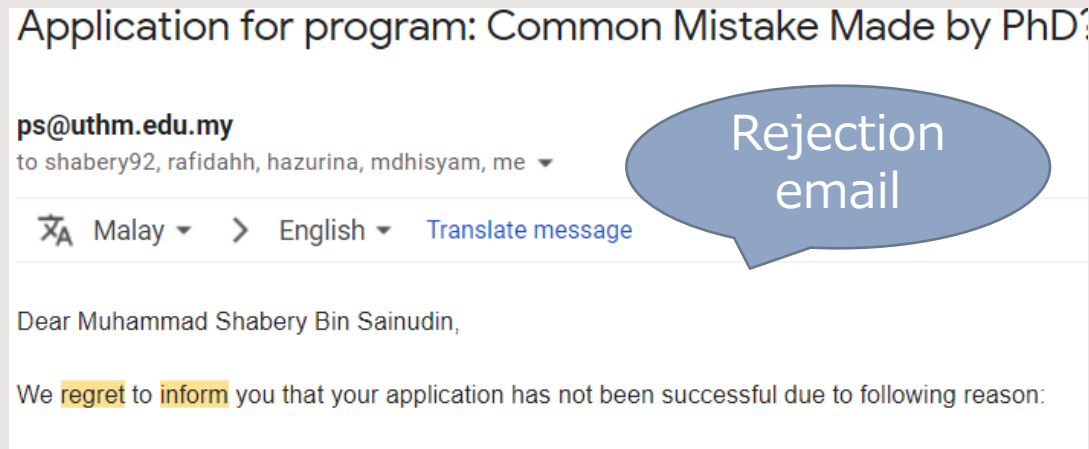 Application for program: Common Mistake Made by PhD?
ps@uthm.edu.my
to shabery92, rafidahh, hazurina, mdhisyam, me
Rejection
email
Malay > English Translate message
Dear Muhammad Shabery Bin Sainudin,
We regret to inform you that your application has not been successful due to following reason: